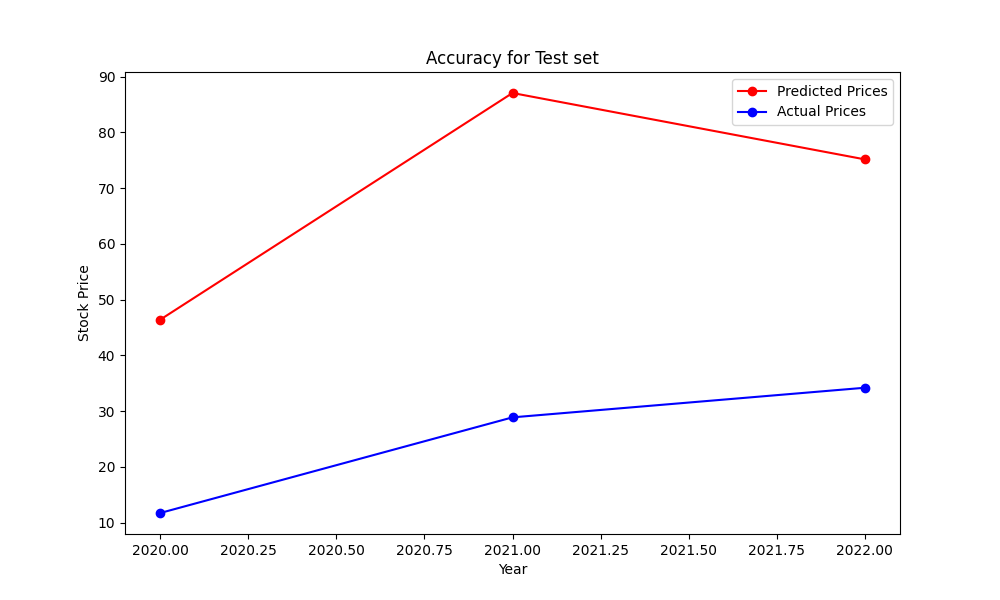 Accuracy for Test set
Predicted Prices
Actual Prices
90
80
70
60
50
40
30
20
10
Stock Price
2020.00 2020.25 2020.50 2020.75 2021.00 2021.25 2021.50 2021.75 2022.00
Year